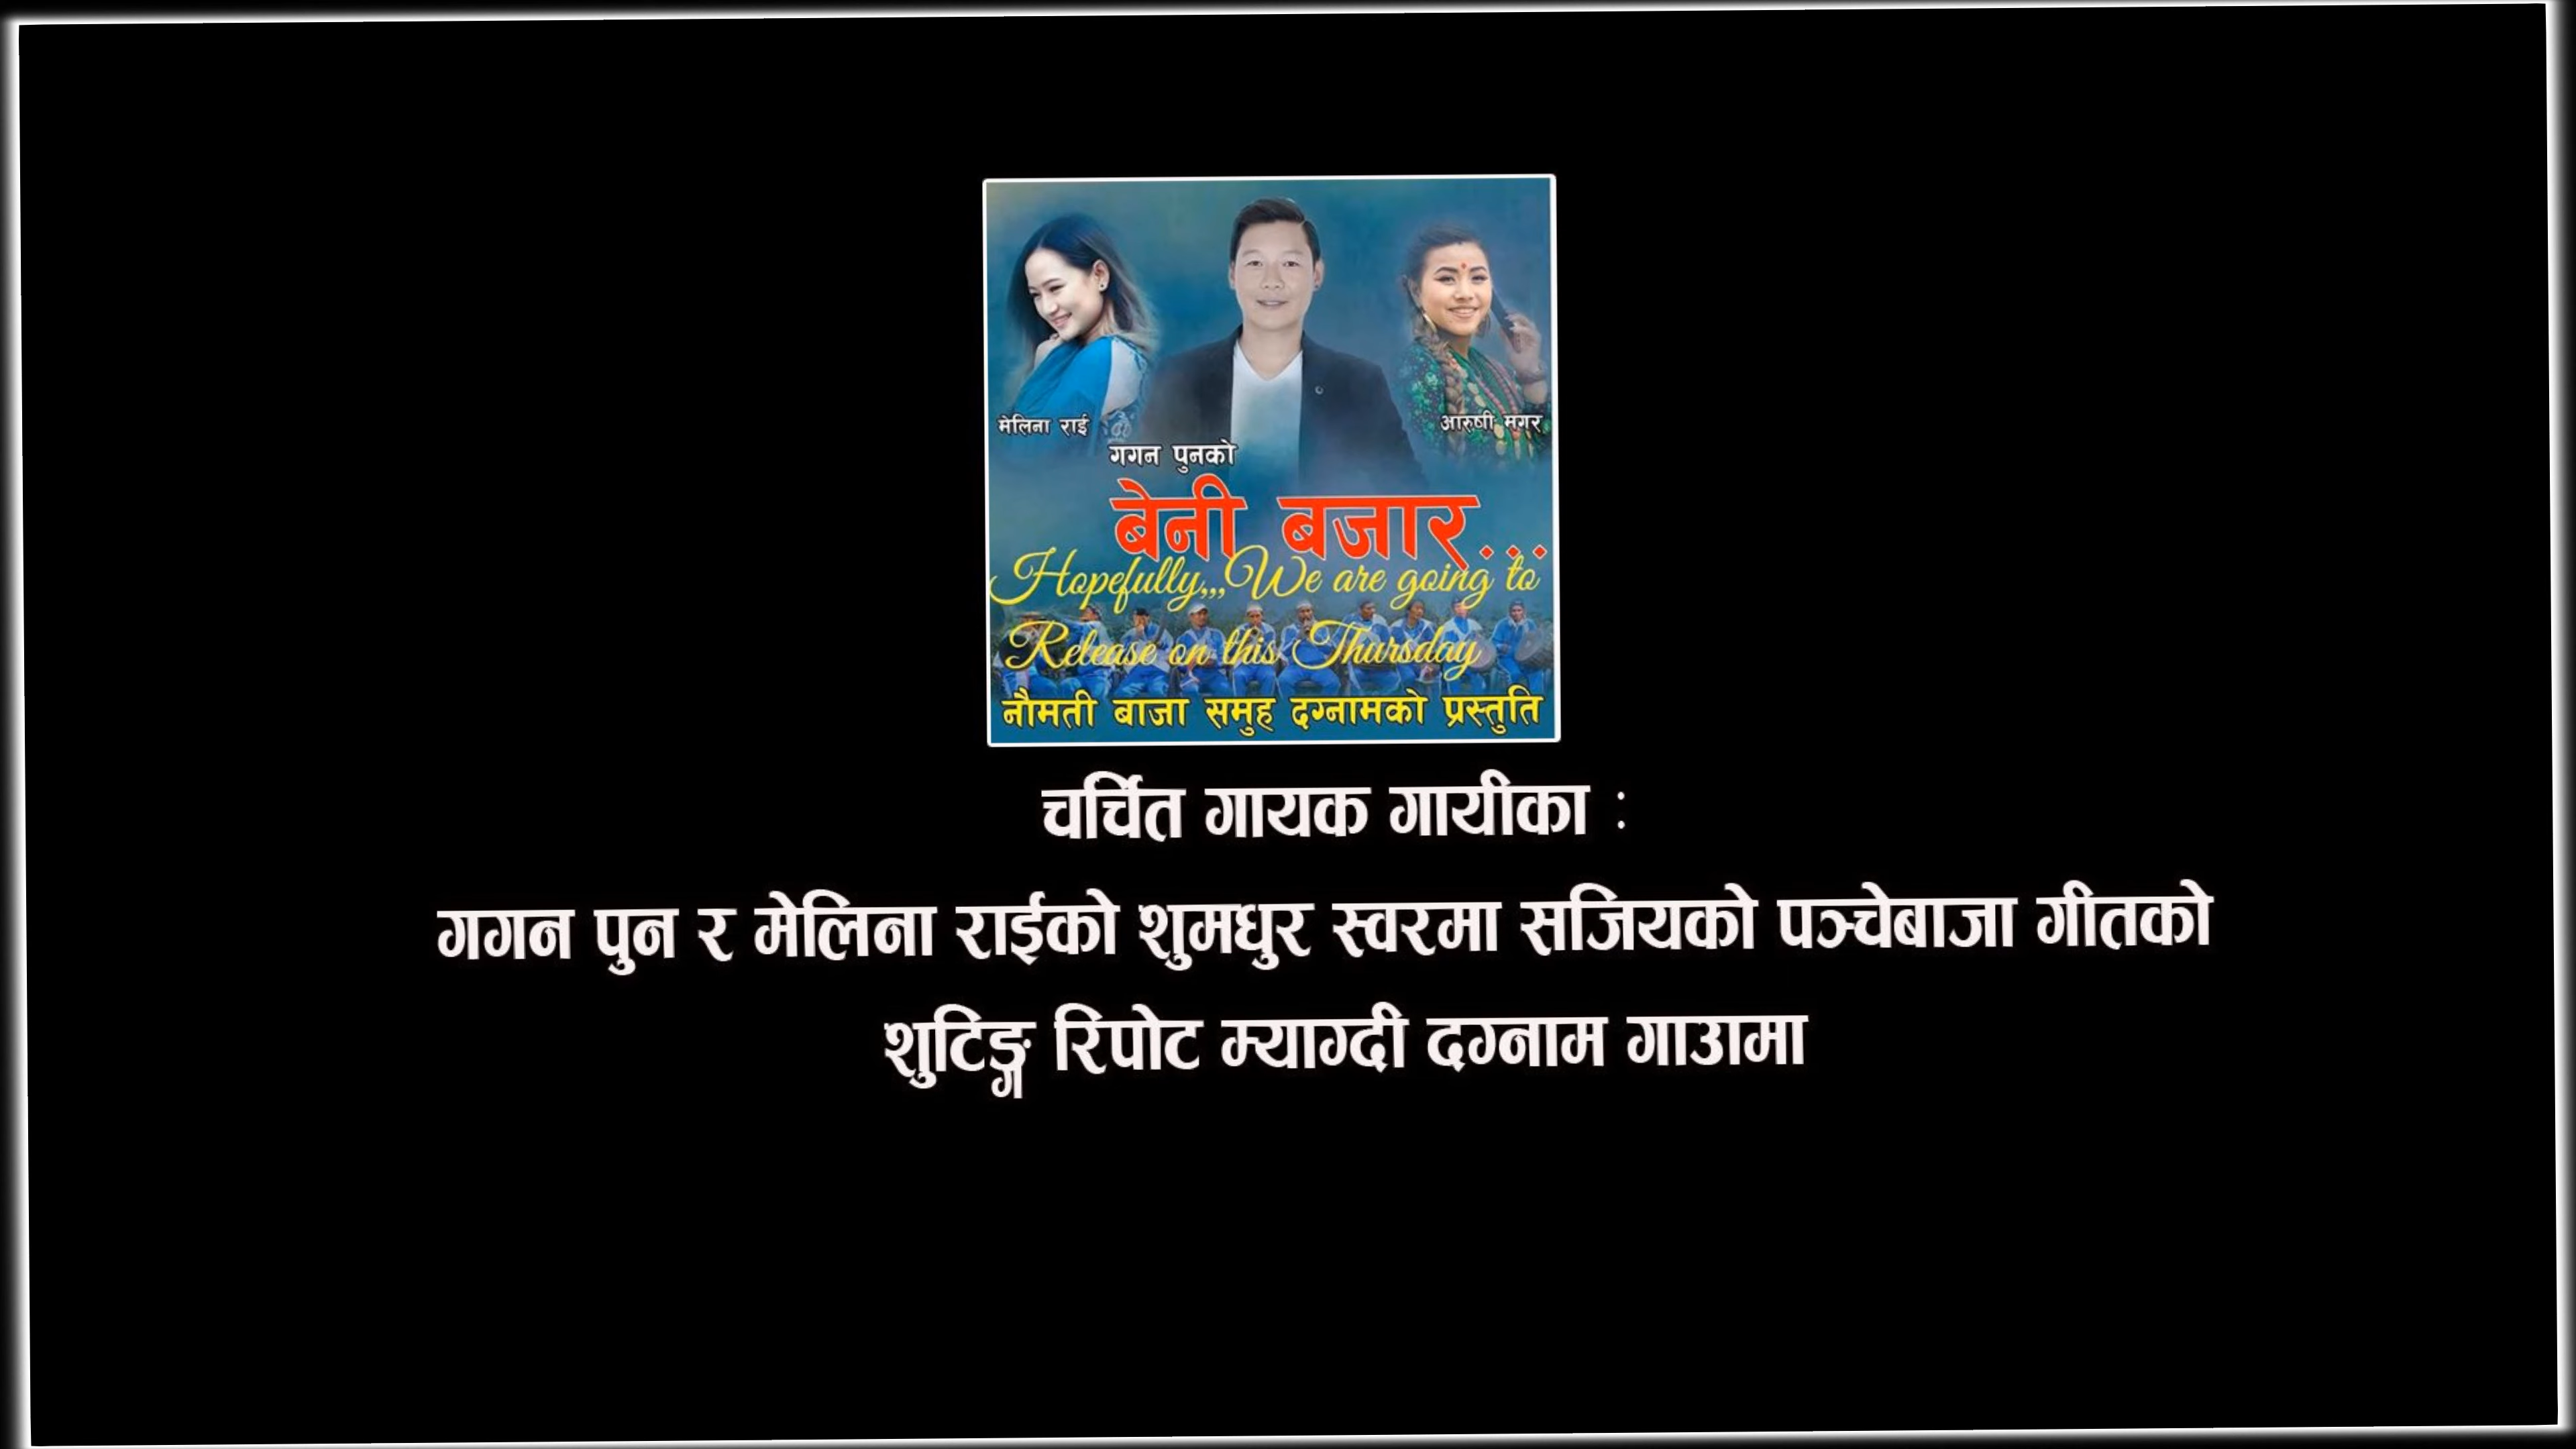 मेलिना राई
आरुषी मगर
गगन पुनको
बेनी बजार...
Hopefully,,,We are going to
Release on this Thursday
नौमती बाजा समुह दग्नामको प्रस्तुति
चर्चित गायक गायीका :
गगन पुन र मेलिना राईको शुमधुर स्वरमा सजियको पञ्चेबाजा गीतको
शुटिङ्ग रिपोट म्याग्दी दग्नाम गाउामा